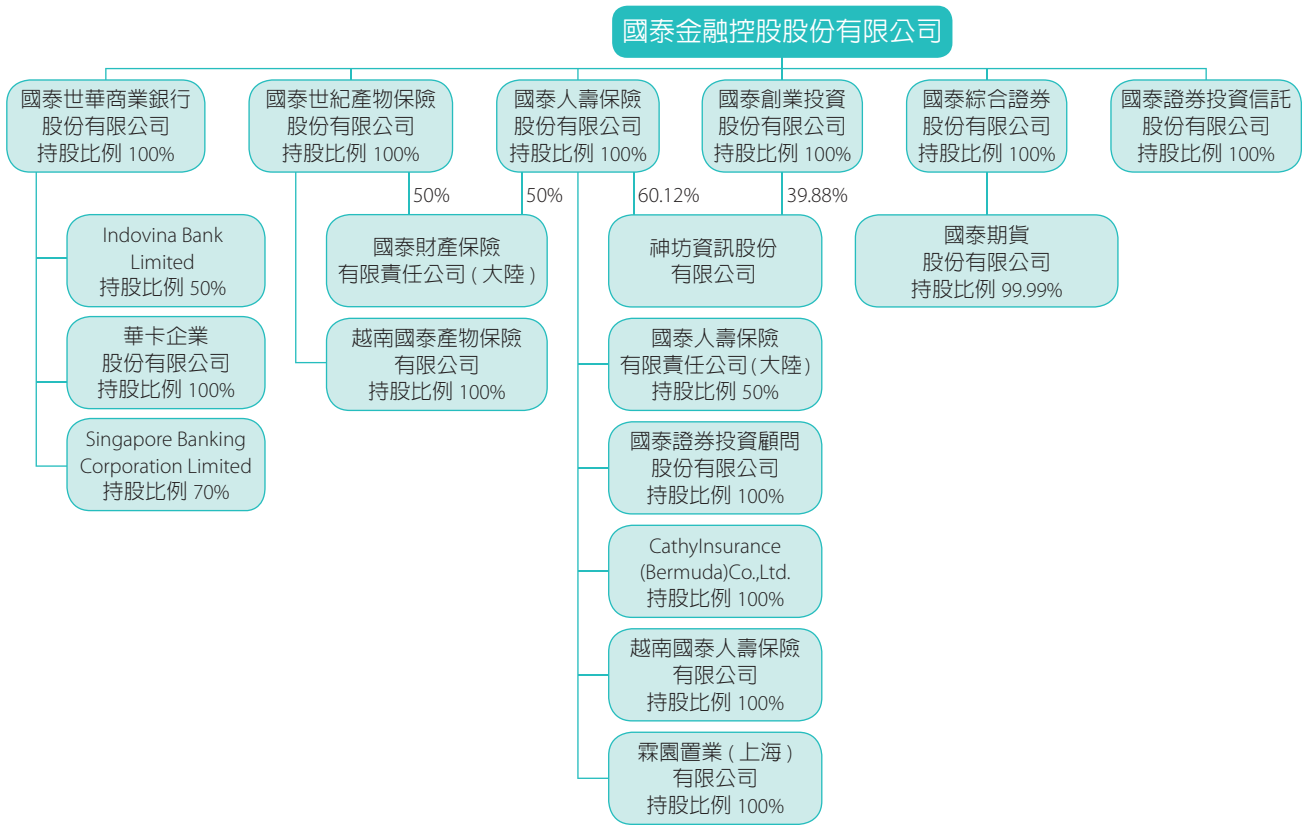 國泰金融控股股份有限公司
國泰世華商業銀行
股份有限公司
持股比例 100%
國泰世紀產物保險
股份有限公司
持股比例 100%
國泰人壽保險
股份有限公司
持股比例 100%
國泰創業投資
股份有限公司
持股比例 100%
國泰綜合證券
股份有限公司
持股比例 100%
國泰證券投資信託
股份有限公司
持股比例 100%
50%
50%
60.12%
39.88%
Indovina Bank
Limited
持股比例 50%
華卡企業
股份有限公司
持股比例 100%
Singapore Banking
Corporation Limited
持股比例 70%
國泰財產保險
有限責任公司 ( 大陸 )
越南國泰產物保險
有限公司
持股比例 100%
神坊資訊股份
有限公司
國泰人壽保險
有限責任公司 ( 大陸 )
持股比例 50%
國泰證券投資顧問
股份有限公司
持股比例 100%
CathyInsurance
(Bermuda)Co.,Ltd.
持股比例 100%
越南國泰人壽保險
有限公司
持股比例 100%
霖園置業 ( 上海 )
有限公司
持股比例 100%
國泰期貨
股份有限公司
持股比例 99.99%